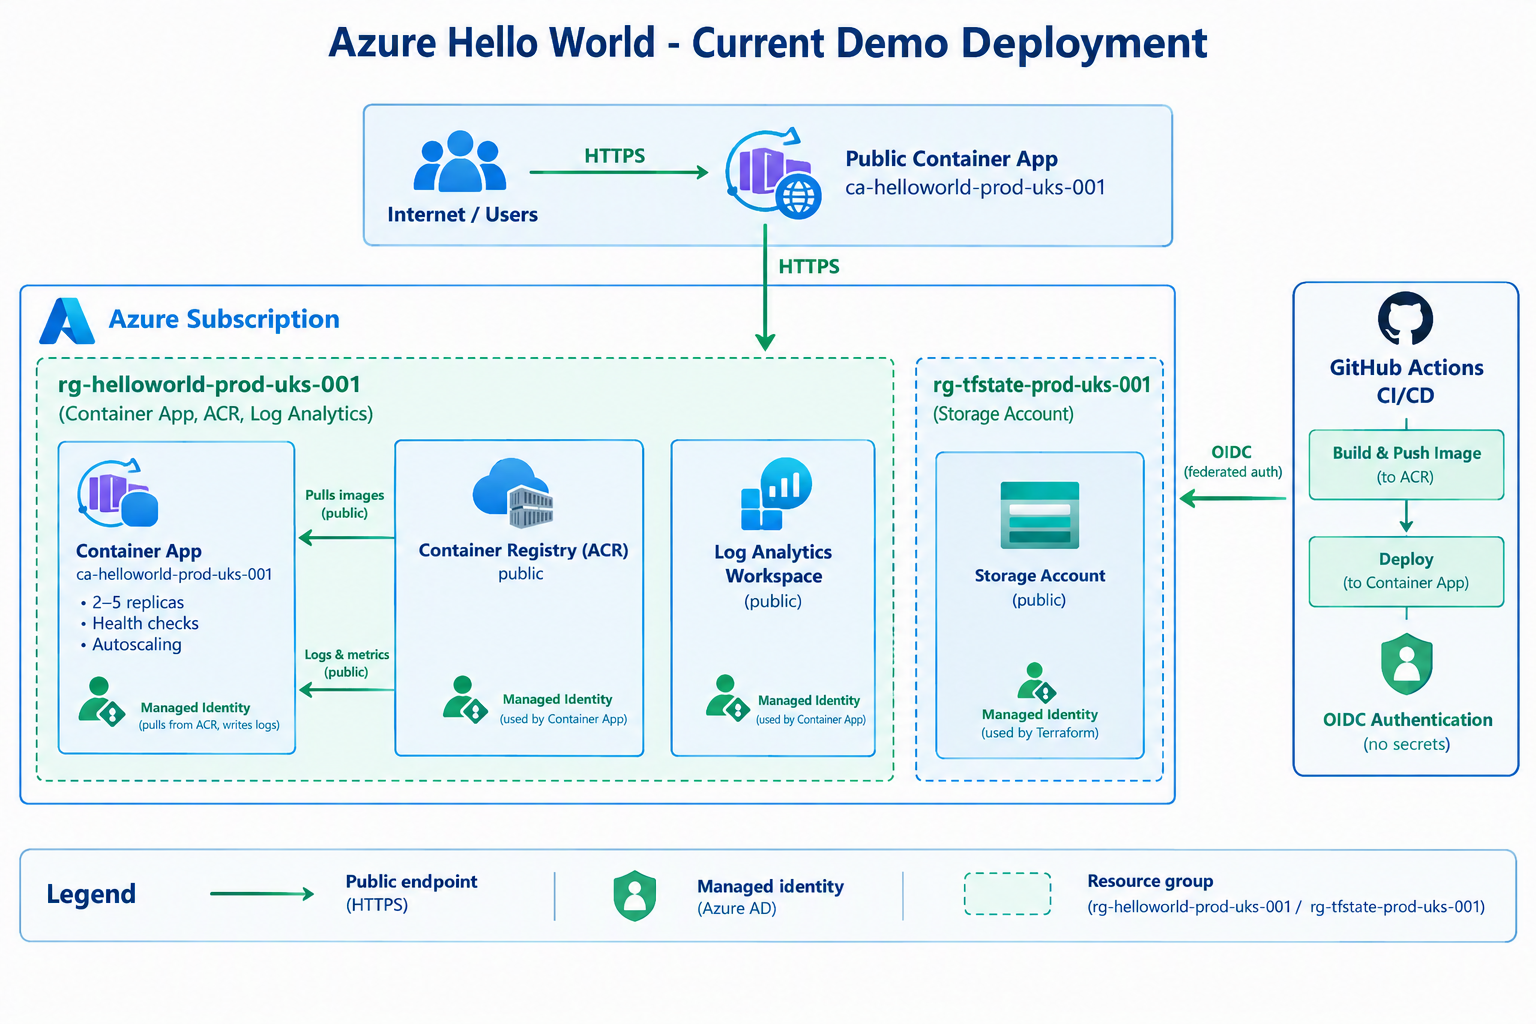 Azure Hello World - Current Demo Deployment
Internet / Users
HTTPS
Public Container App
ca-helloworld-prod-uks-001
HTTPS
Azure Subscription
rg-helloworld-prod-uks-001
(Container App, ACR, Log Analytics)
Container App
ca-helloworld-prod-uks-001
• 2–5 replicas
• Health checks
• Autoscaling
Managed Identity
(pulls from ACR, writes logs)
Pulls images
(public)
Logs & metrics
(public)
Container Registry (ACR)
public
Managed Identity
(used by Container App)
Log Analytics
Workspace
(public)
Managed Identity
(used by Container App)
rg-tfstate-prod-uks-001
(Storage Account)
Storage Account
(public)
Managed Identity
(used by Terraform)
OIDC
(federated auth)
GitHub Actions
CI/CD
Build & Push Image
(to ACR)
Deploy
(to Container App)
OIDC Authentication
(no secrets)
Legend
Public endpoint
(HTTPS)
Managed identity
(Azure AD)
Resource group
(rg-helloworld-prod-uks-001 / rg-tfstate-prod-uks-001)